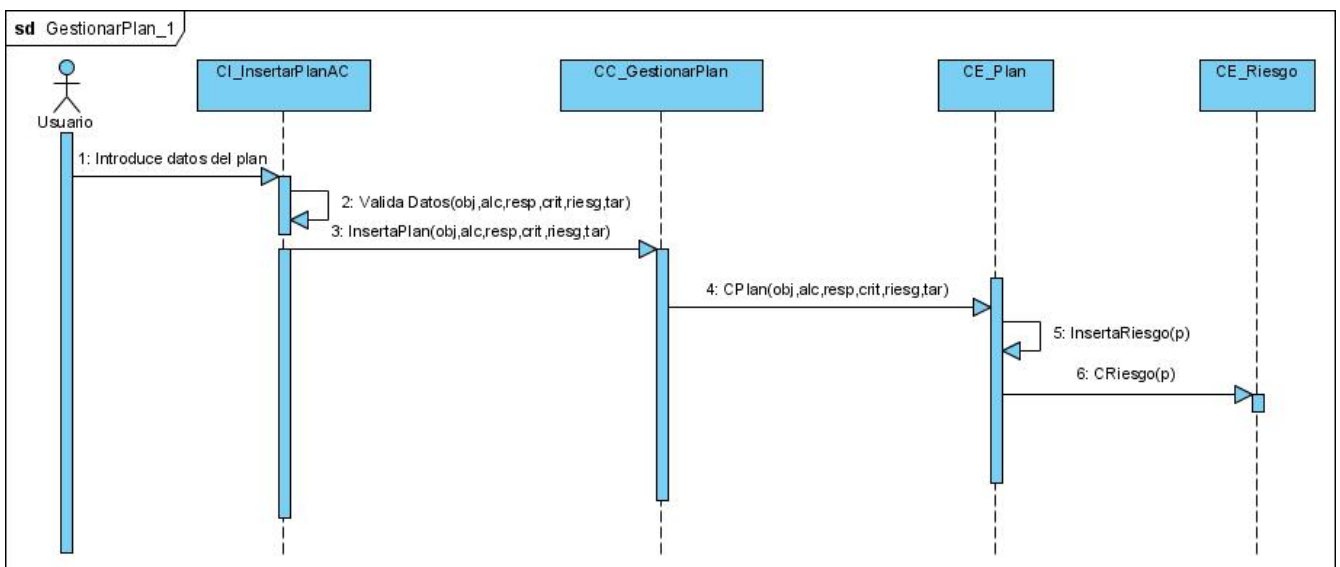 sd GestionarPlan_1
CI_InsertarPlanAC
CC_GestionarPlan
CE_Plan
CE_Riesgo
Usuario
1: Introduce datos del plan
2: Valida Datos(obj,alc,resp,crit,riesg,tar)
3: InsertaPlan(obj,alc,resp,crit,riesg,tar)
4: CPlan(obj,alc,resp,crit,riesg,tar)
5: InsertaRiesgo(p)
6: CRiesgo(p)